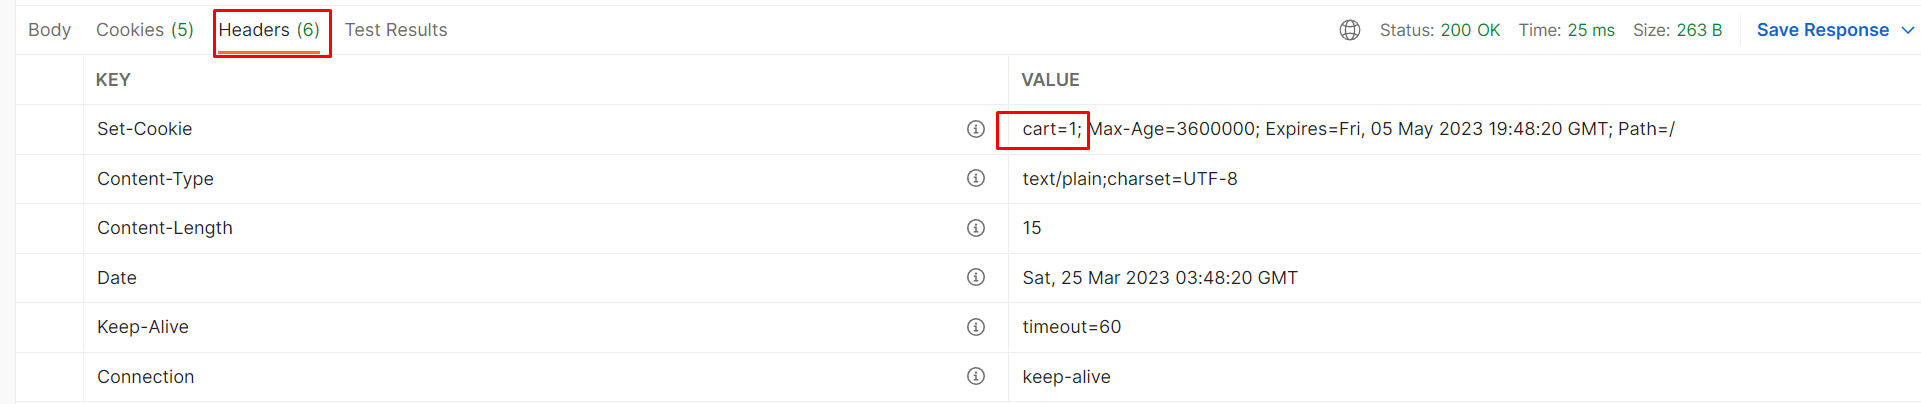 Body Cookies (5) Headers (6) Test Results Status: 200 OK Time: 25 ms Size: 263 B Save Response
KEY VALUE
Set-Cookie cart=1; Max-Age=3600000; Expires=Fri, 05 May 2023 19:48:20 GMT; Path=/
Content-Type text/plain;charset=UTF-8
Content-Length 15
Date Sat, 25 Mar 2023 03:48:20 GMT
Keep-Alive timeout=60
Connection keep-alive